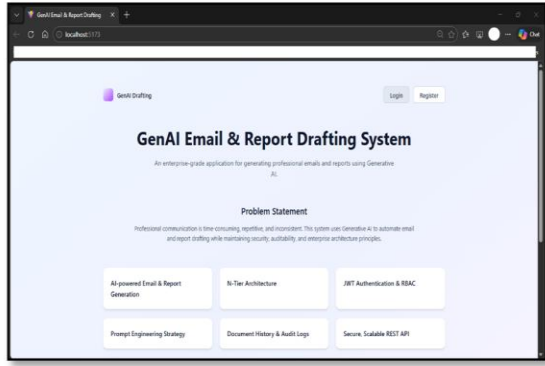 GenAI Email & Report Drafting
localhost:5173
Chat
GenAI Drafting
Login
Register
GenAI Email & Report Drafting System
An enterprise-grade application for generating professional emails and reports using Generative
AI.
Problem Statement
Professional communication is time-consuming, repetitive, and inconsistent. This system uses Generative AI to automate email
and report drafting while maintaining security, auditability, and enterprise architecture principles.
AI-powered Email & Report
Generation
N-Tier Architecture
JWT Authentication & RBAC
Prompt Engineering Strategy
Document History & Audit Logs
Secure, Scalable REST API